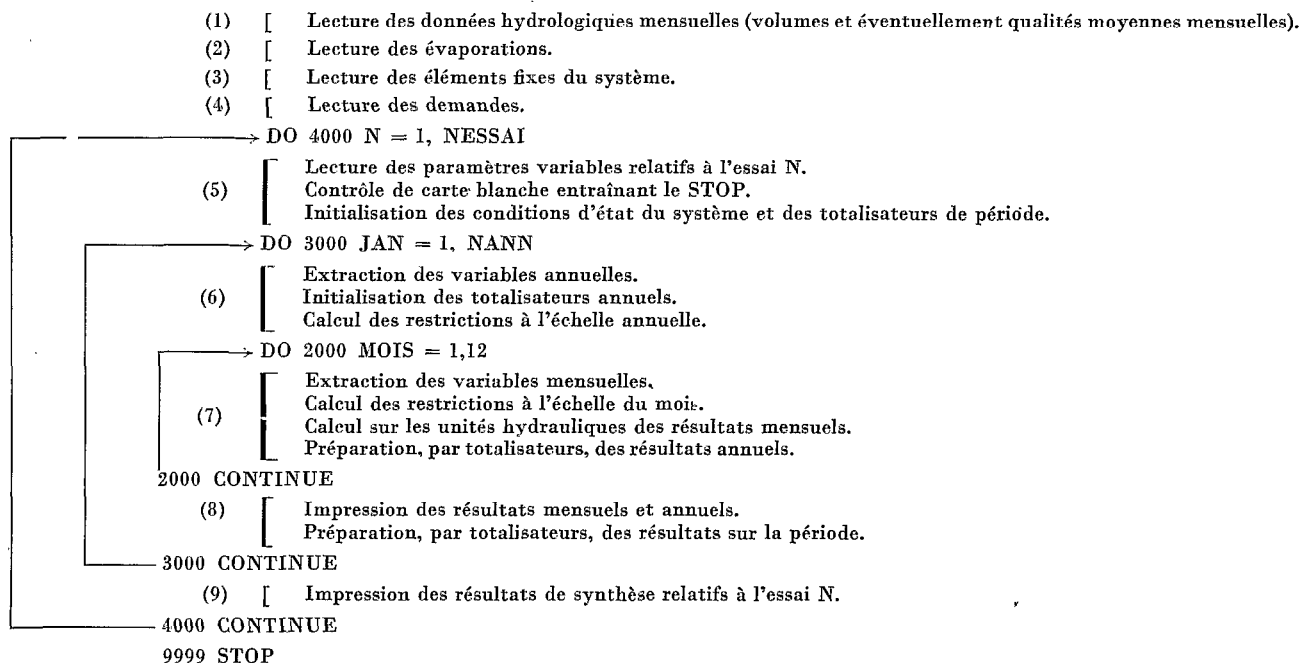 (1) [ Lecture des données hydrologiques mensuelles (volumes et éventuellement qualités moyennes mensuelles).
(2) [ Lecture des évaporations.
(3) [ Lecture des éléments fixes du système.
(4) [ Lecture des demandes.
DO 4000 N = 1, NESSAI
Lecture des paramètres variables relatifs à l'essai N.
(5) Contrôle de carte blanche entraînant le STOP.
Initialisation des conditions d'état du système et des totalisateurs de période.
DO 3000 JAN = 1, NANN
Extraction des variables annuelles.
(6) Initialisation des totalisateurs annuels.
Calcul des restrictions à l'échelle annuelle.
DO 2000 MOIS = 1,12
Extraction des variables mensuelles.
Calcul des restrictions à l'échelle du mois.
(7) Calcul sur les unités hydrauliques des résultats mensuels.
Préparation, par totalisateurs, des résultats annuels.
2000 CONTINUE
(8) [ Impression des résultats mensuels et annuels.
Préparation, par totalisateurs, des résultats sur la période.
3000 CONTINUE
(9) [ Impression des résultats de synthèse relatifs à l'essai N.
4000 CONTINUE
9999 STOP